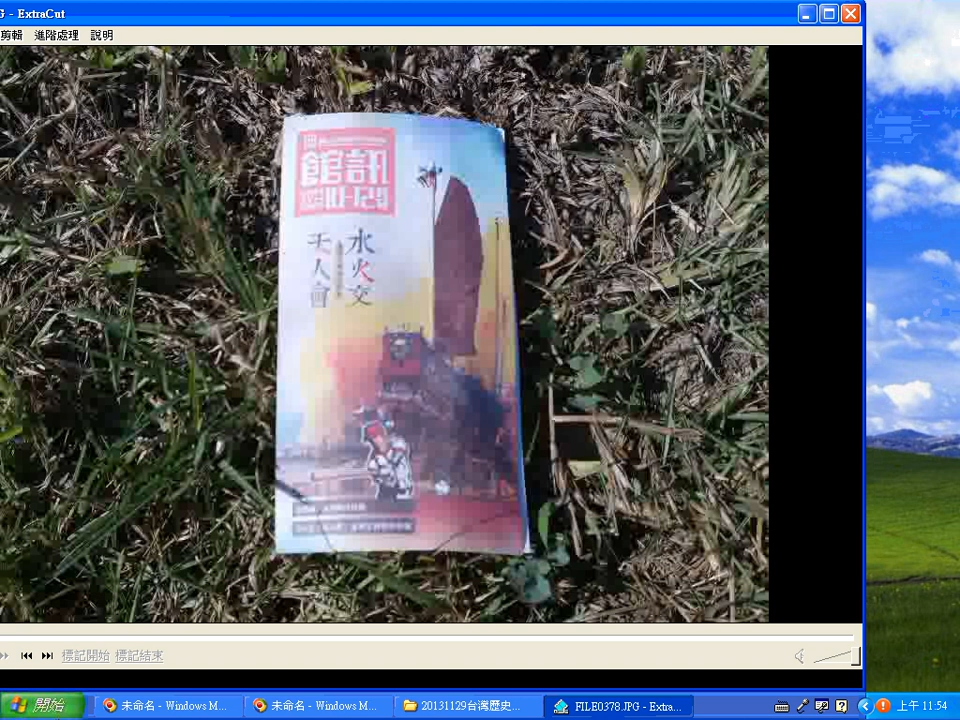 G - ExtraCut
剪輯 進階處理 說明
館訊
水火交
天人會
標記開始 標記結束
開始
未命名 - Windows M...
未命名 - Windows M...
20131129台灣歷史...
FILE0378.JPG - Extra...
上午 11:54